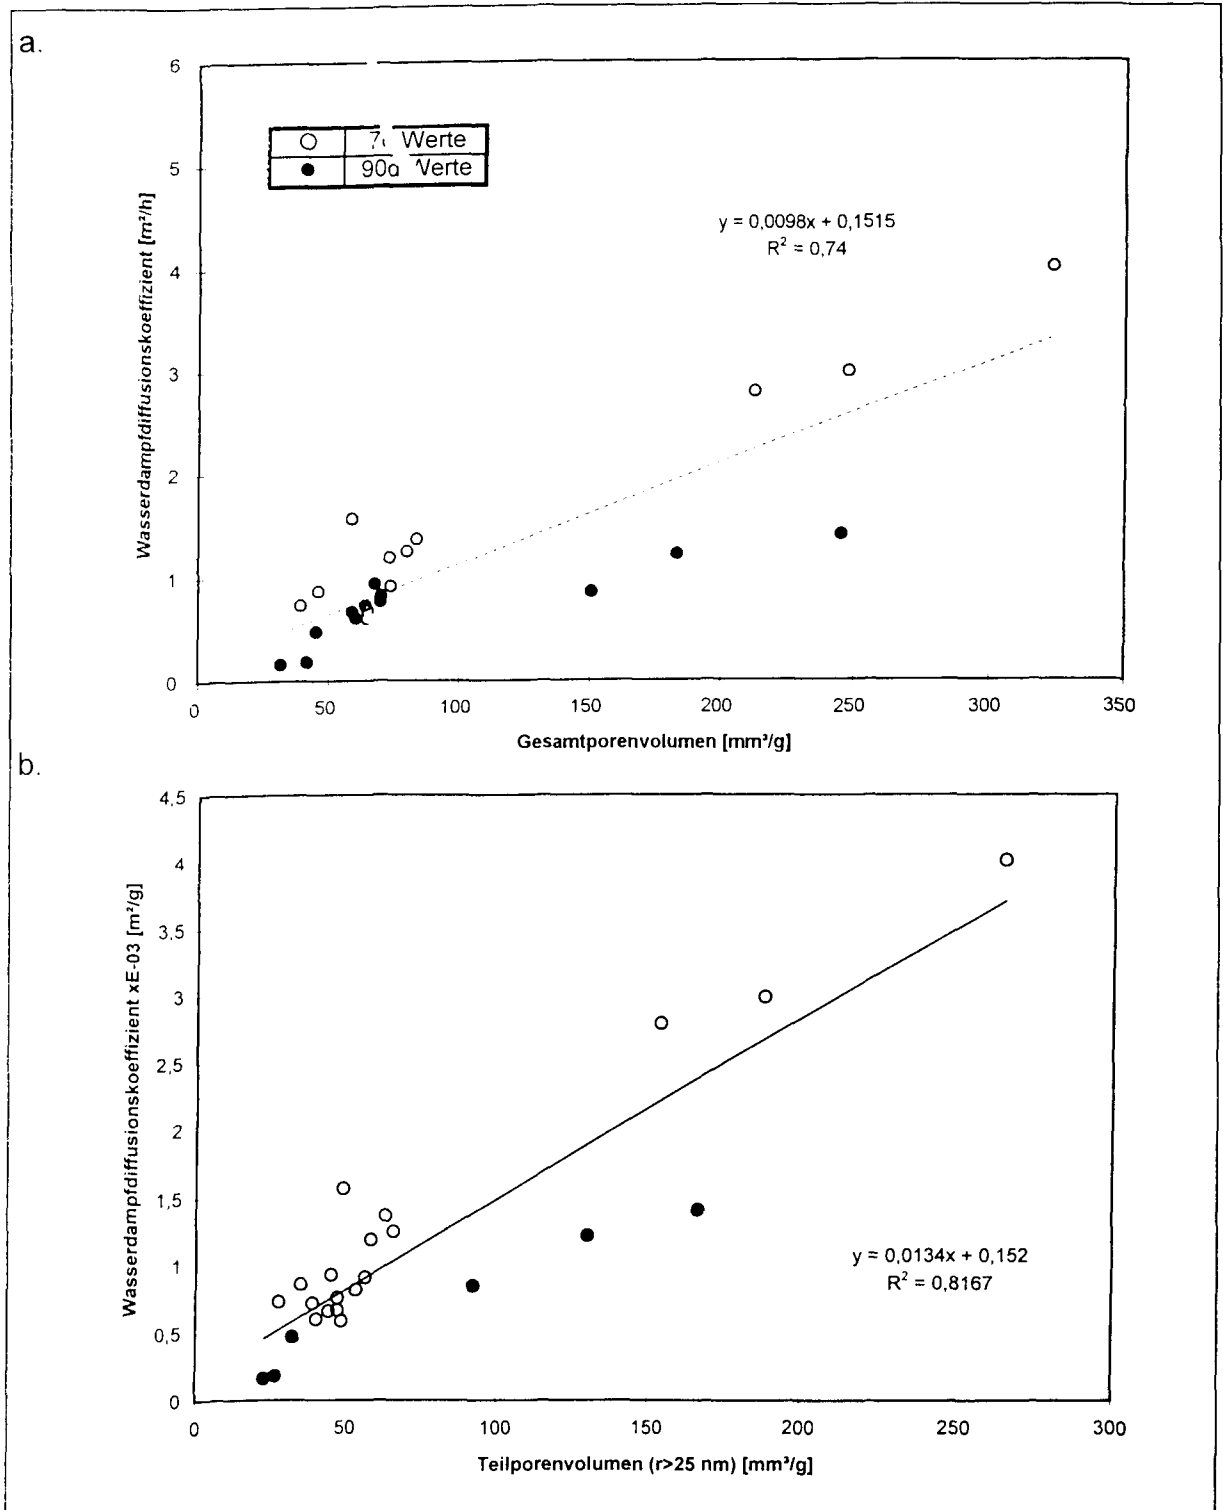 a.
6
5
4
3
2
1
0
Wasserdampfdiffusionskoeffizient [m²/h]
Werte
90d Werte
y = 0,0098x + 0,1515
R² = 0,74
0 50 100 150 200 250 300 350
Gesamtporenvolumen [mm³/g]
b.
4,5
4
3,5
3
2,5
2
1,5
1
0,5
0
Wasserdampfdiffusionskoeffizient xE-03 [m²/g]
y = 0,0134x + 0,152
R² = 0,8167
0 50 100 150 200 250 300
Teilporenvolumen (r>25 nm) [mm³/g]